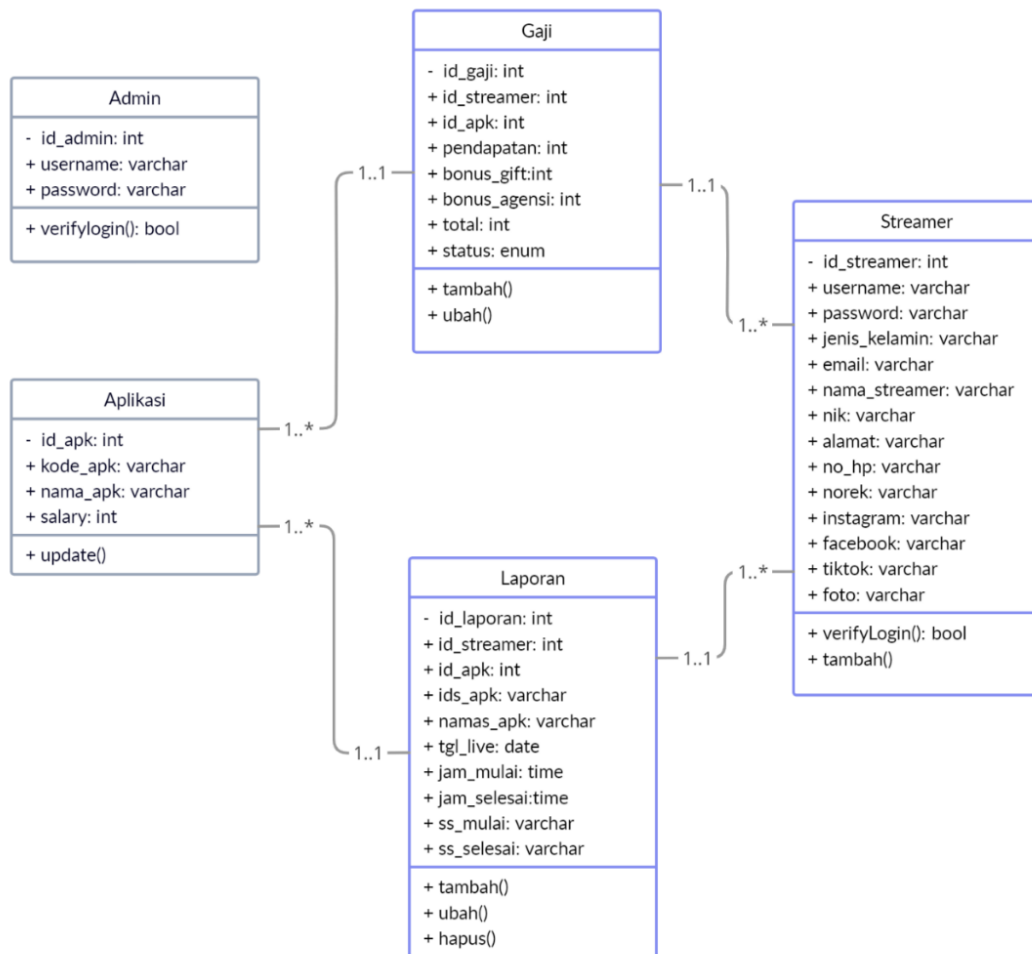 Gaji
- id_gaji: int
+ id_streamer: int
+ id_apk: int
+ pendapatan: int
+ bonus_gift:int
+ bonus_agensi: int
+ total: int
+ status: enum
+ tambah()
+ ubah()
Admin
- id_admin: int
+ username: varchar
+ password: varchar
+ verifylogin(): bool
1..1
1..1
Streamer
- id_streamer: int
+ username: varchar
+ password: varchar
+ jenis_kelamin: varchar
+ email: varchar
+ nama_streamer: varchar
+ nik: varchar
+ alamat: varchar
+ no_hp: varchar
+ norek: varchar
+ instagram: varchar
+ facebook: varchar
+ tiktok: varchar
+ foto: varchar
+ verifyLogin(): bool
+ tambah()
1..*
1..*
Aplikasi
- id_apk: int
+ kode_apk: varchar
+ nama_apk: varchar
+ salary: int
+ update()
1..*
1..*
Laporan
- id_laporan: int
+ id_streamer: int
+ id_apk: int
+ ids_apk: varchar
+ namas_apk: varchar
+ tgl_live: date
+ jam_mulai: time
+ jam_selesai:time
+ ss_mulai: varchar
+ ss_selesai: varchar
+ tambah()
+ ubah()
+ hapus()
1..1
1..1